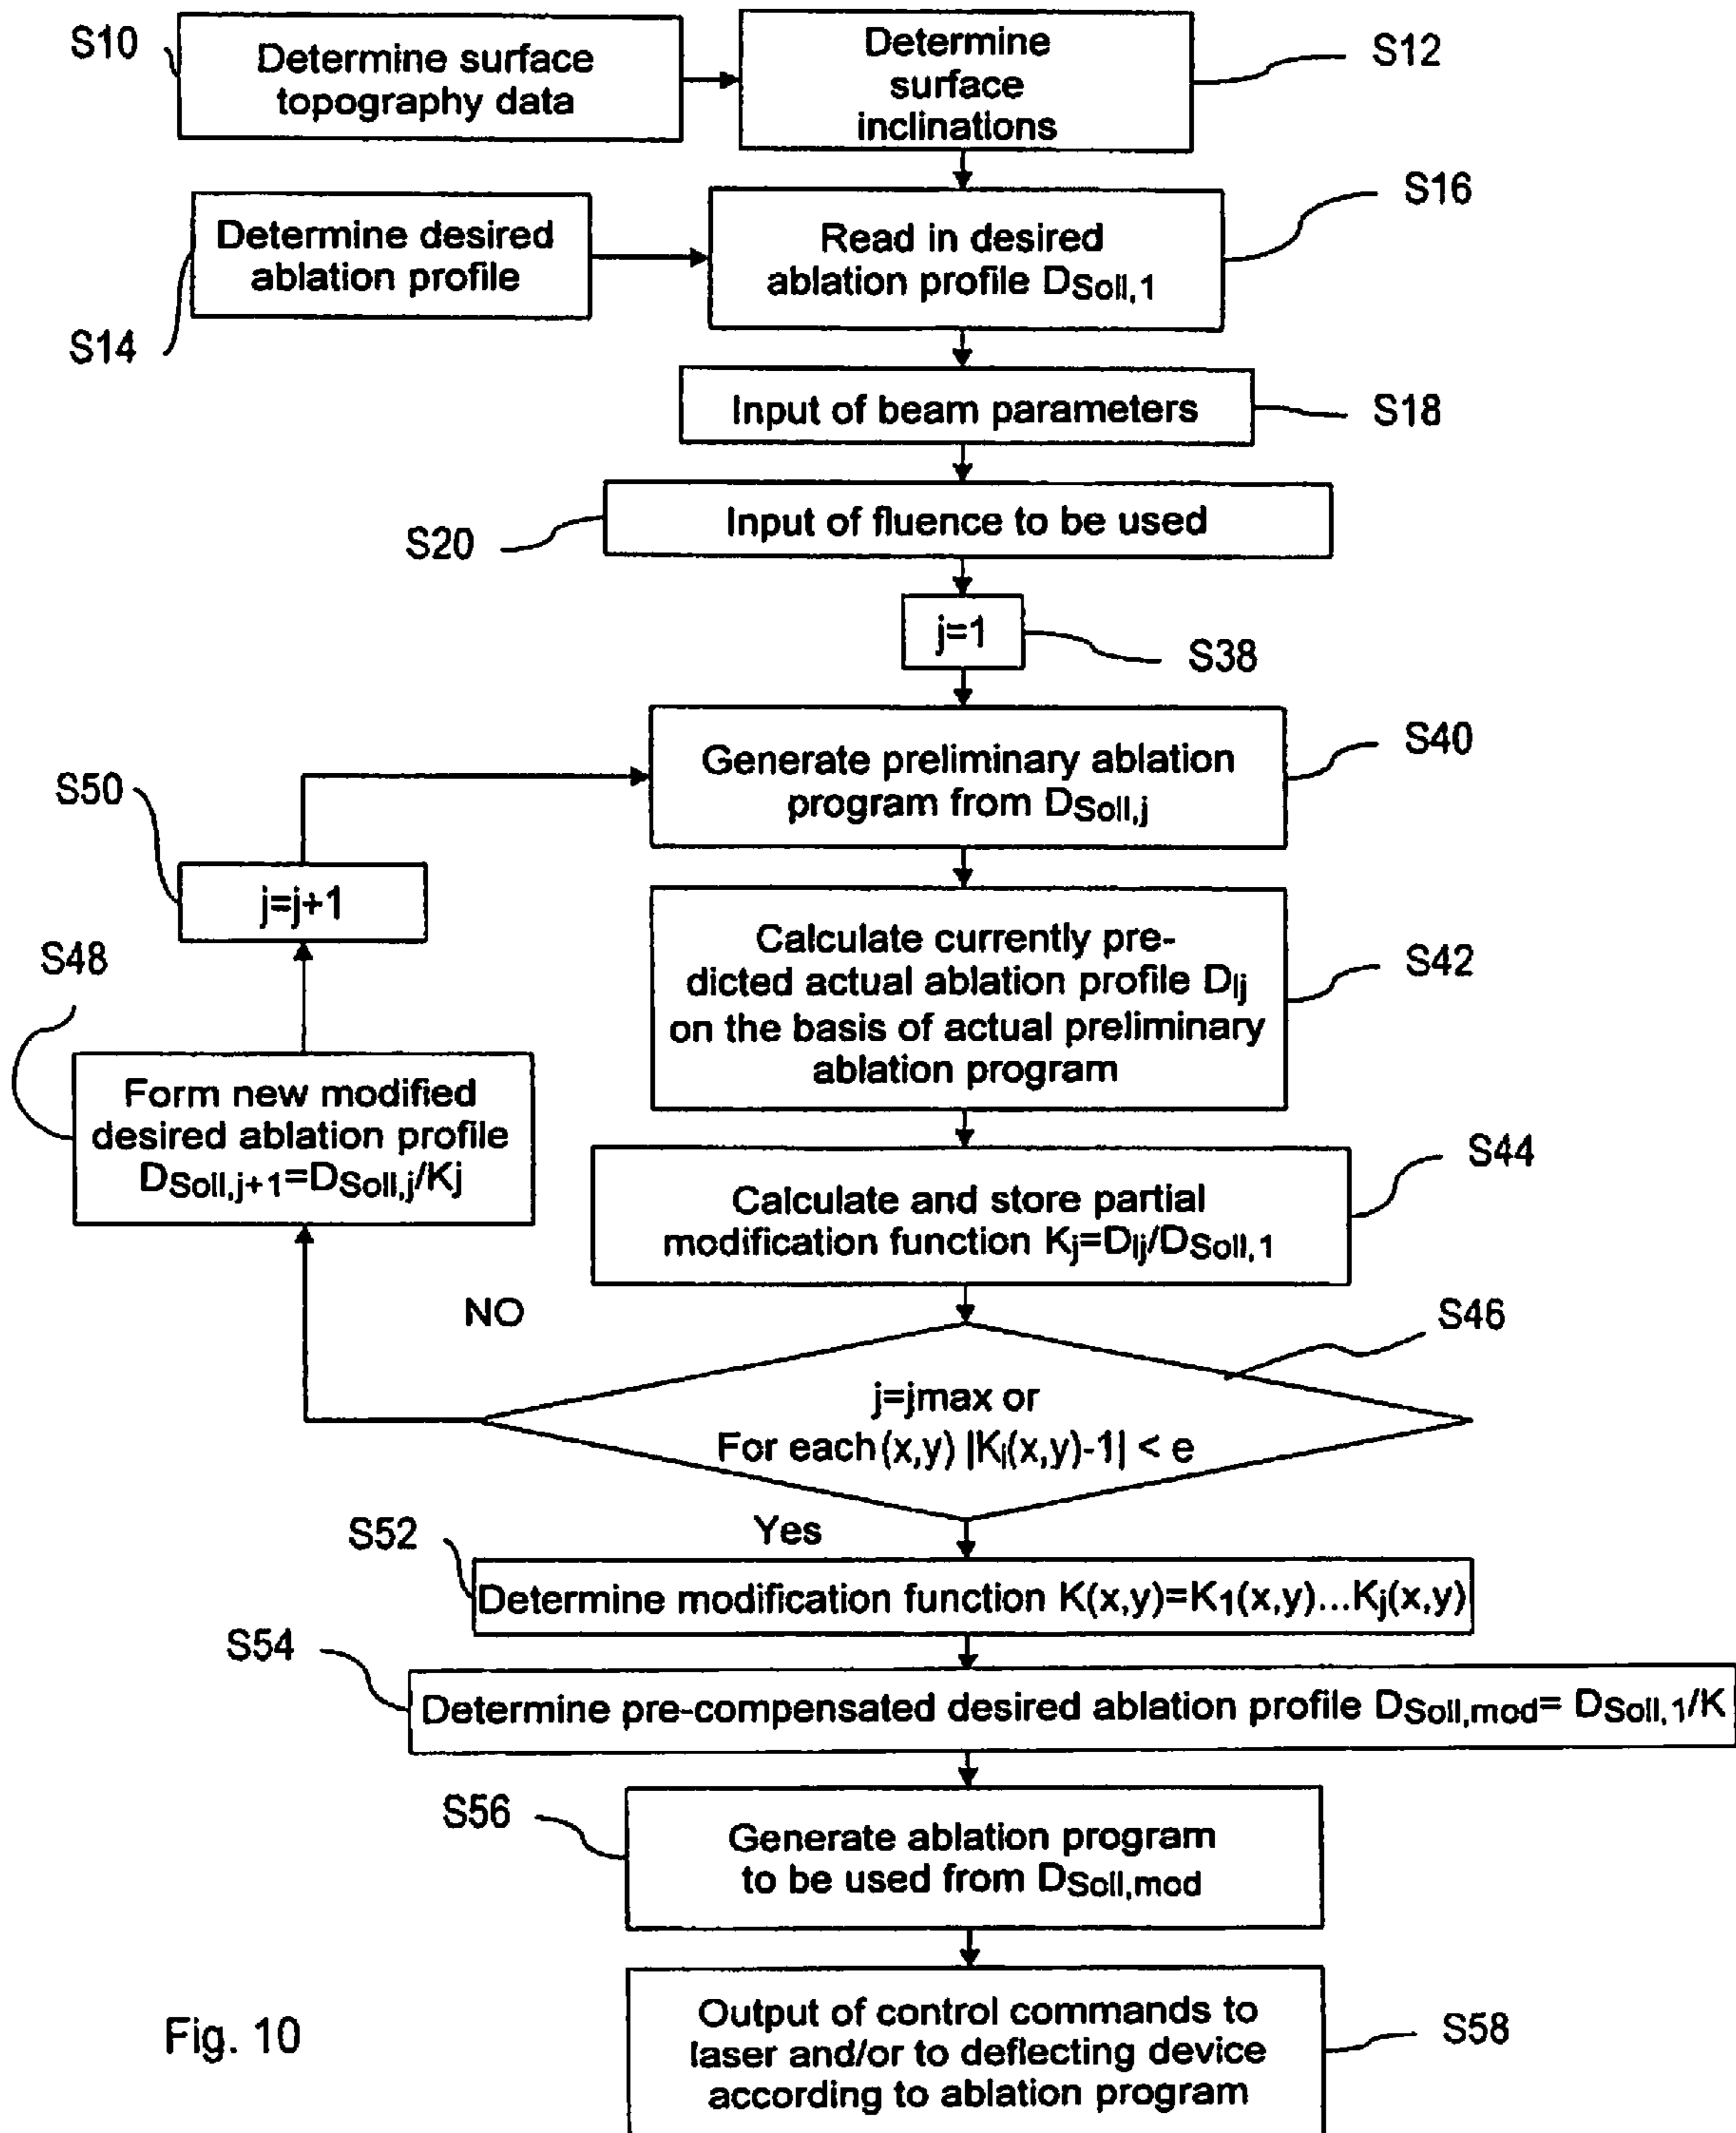 S10
Determine surface
topography data
Determine
surface
inclinations
S12
S14
Determine desired
ablation profile
Read in desired
ablation profile DSoll,1
S16
Input of beam parameters
S18
Input of fluence to be used
S20
j=1
S38
Generate preliminary ablation
program from DSoll,j
S40
S50
j=j+1
Calculate currently pre-
dicted actual ablation profile DIj
on the basis of actual preliminary
ablation program
S42
S48
Form new modified
desired ablation profile
DSoll,j+1=DSoll,j/Kj
Calculate and store partial
modification function Kj=DIj/DSoll,1
S44
NO
S46
j=jmax or
For each (x,y) |Kj(x,y)-1| < e
Yes
S52
Determine modification function K(x,y)=K1(x,y)...Kj(x,y)
S54
Determine pre-compensated desired ablation profile DSoll,mod= DSoll,1/K
S56
Generate ablation program
to be used from DSoll,mod
Output of control commands to
laser and/or to deflecting device
according to ablation program
S58
Fig. 10